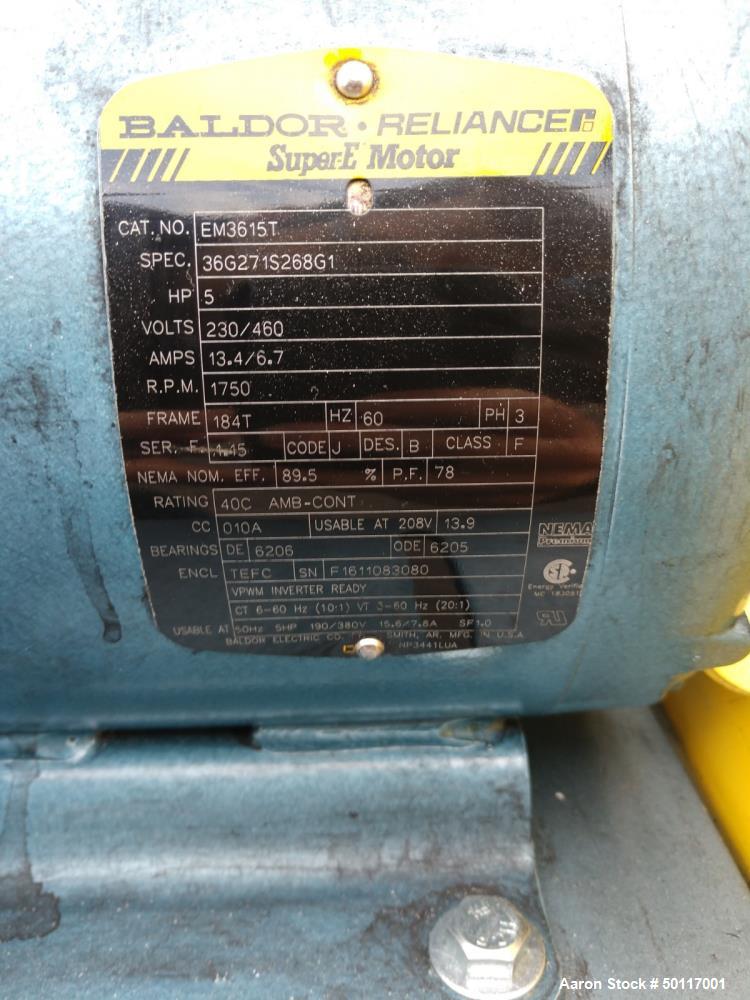 BALDOR · RELIANCE
Super-E Motor
CAT. NO. EM3615T
SPEC. 36G271S268G1
HP 5
VOLTS 230/460
AMPS 13.4/6.7
R.P.M. 1750
FRAME 184T HZ 60 PH 3
SER. F. 1.15 CODE J DES. B CLASS F
NEMA NOM. EFF. 89.5 % P.F. 78
RATING 40C AMB-CONT
CC 010A USABLE AT 208V 13.9
BEARINGS DE 6206 ODE 6205
ENCL TEFC SN F1611083080
VPWM INVERTER READY
CT 6-60 Hz (10:1) VT 3-60 Hz (20:1)
USABLE AT 50Hz 5HP 190/380V 15.6/7.8A SF1.0
BALDOR ELECTRIC CO. SMITH, AR. MFG. IN U.S.A.
NP3441LUA
NEMA
Premium
Energy Verified
Aaron Stock # 50117001